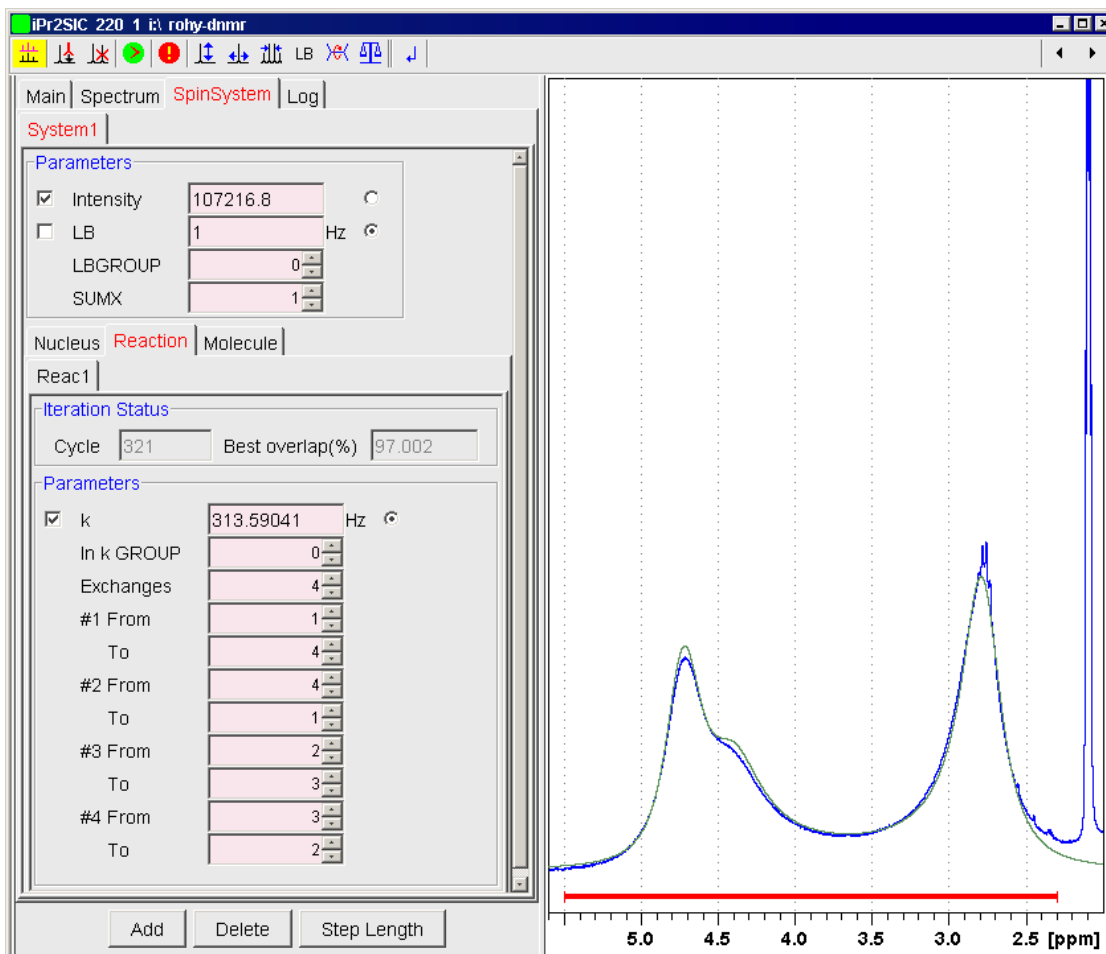 iPr2SIC 220 1 i:\ rohy-dnmr
LB
Main Spectrum SpinSystem Log
System1
Parameters
Intensity 107216.8
LB 1 Hz
LBGROUP 0
SUMX 1
Nucleus Reaction Molecule
Reac1
Iteration Status
Cycle 321 Best overlap(%) 97.002
Parameters
k 313.59041 Hz
In k GROUP 0
Exchanges 4
#1 From 1
To 4
#2 From 4
To 1
#3 From 2
To 3
#4 From 3
To 2
Add Delete Step Length
5.0 4.5 4.0 3.5 3.0 2.5 [ppm]